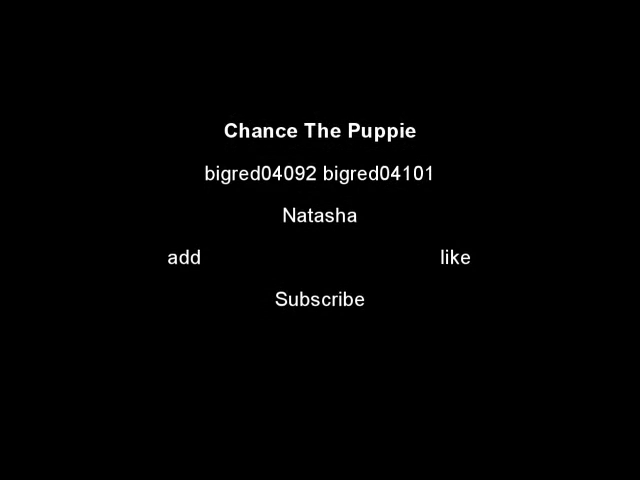 Chance The Puppie
bigred04092 bigred04101
Natasha
add like
Subscribe